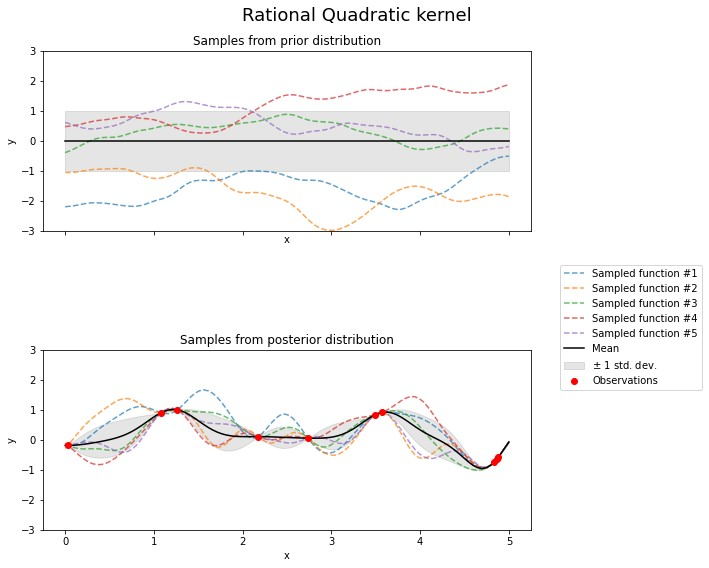 Rational Quadratic kernel
Samples from prior distribution
3
2
1
0
−1
−2
−3
y
x
Sampled function #1
Sampled function #2
Sampled function #3
Sampled function #4
Sampled function #5
Mean
± 1 std. dev.
Observations
Samples from posterior distribution
3
2
1
0
−1
−2
−3
y
0 1 2 3 4 5
x